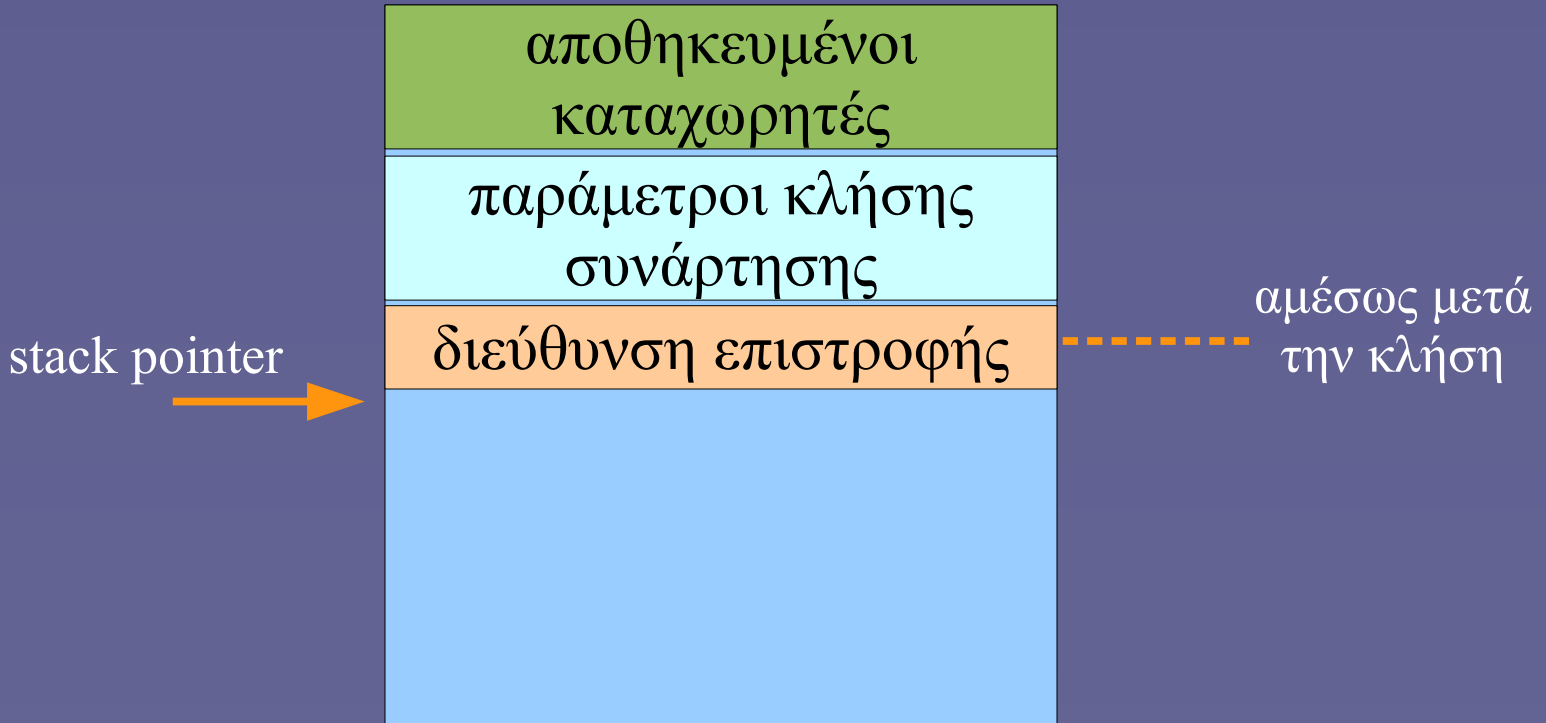 αποθηκευμένοι
καταχωρητές
παράμετροι κλήσης
συνάρτησης
stack pointer
διεύθυνση επιστροφής
αμέσως μετά
την κλήση